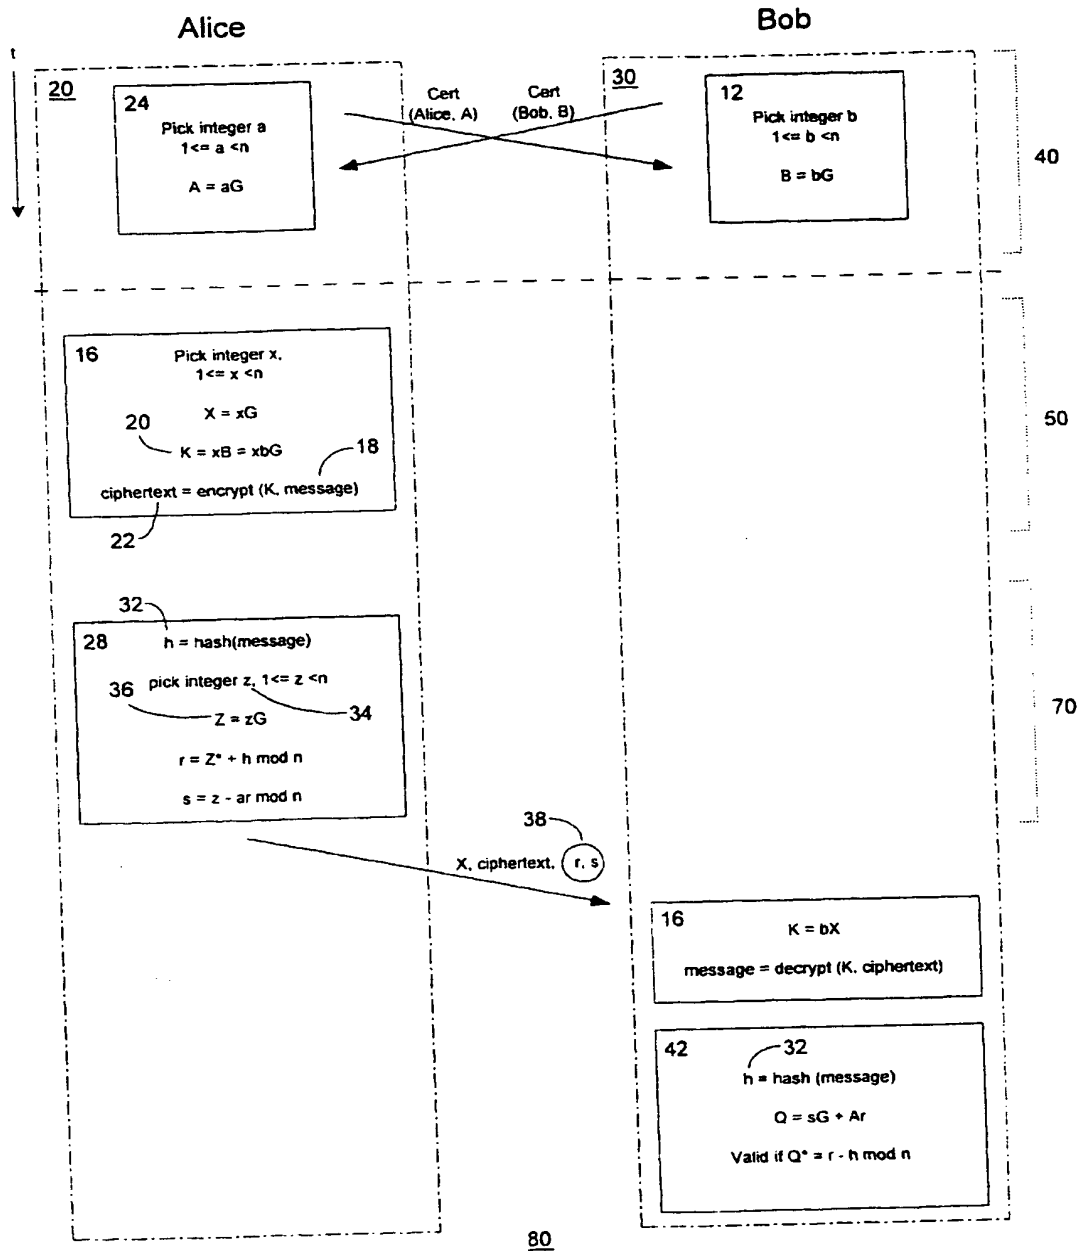 Alice
Bob
t
20
24
Pick integer a
1<= a <n
A = aG
Cert
(Alice, A)
Cert
(Bob, B)
30
12
Pick integer b
1<= b <n
B = bG
40
16
Pick integer x,
1<= x <n
X = xG
20
K = xB = xbG
18
ciphertext = encrypt (K, message)
22
50
32
28
h = hash(message)
pick integer z, 1<= z <n
36
Z = zG
34
r = Z* + h mod n
s = z - ar mod n
70
38
X, ciphertext, r, s
16
K = bX
message = decrypt (K, ciphertext)
42
32
h = hash (message)
Q = sG + Ar
Valid if Q* = r - h mod n
80